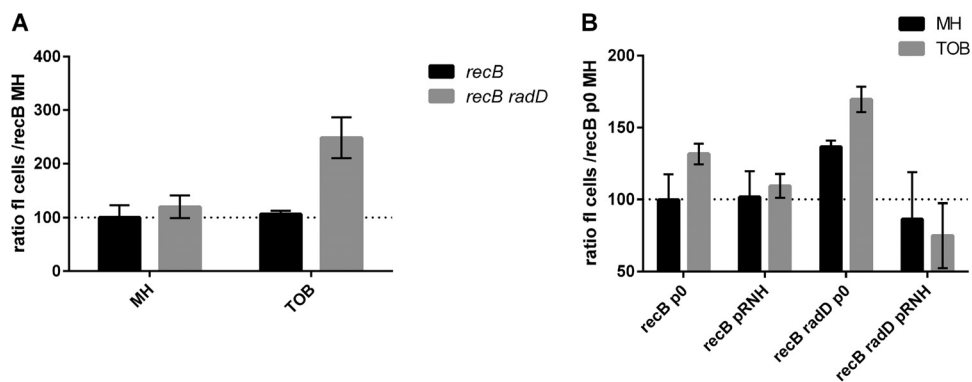 A
ratio fl cells /recB MH
400
300
200
100
0
MH
TOB
recB
recB radD
B
MH
TOB
ratio fl cells /recB p0 MH
200
150
100
50
recB p0
recB pRNH
recB radD p0
recB radD pRNH